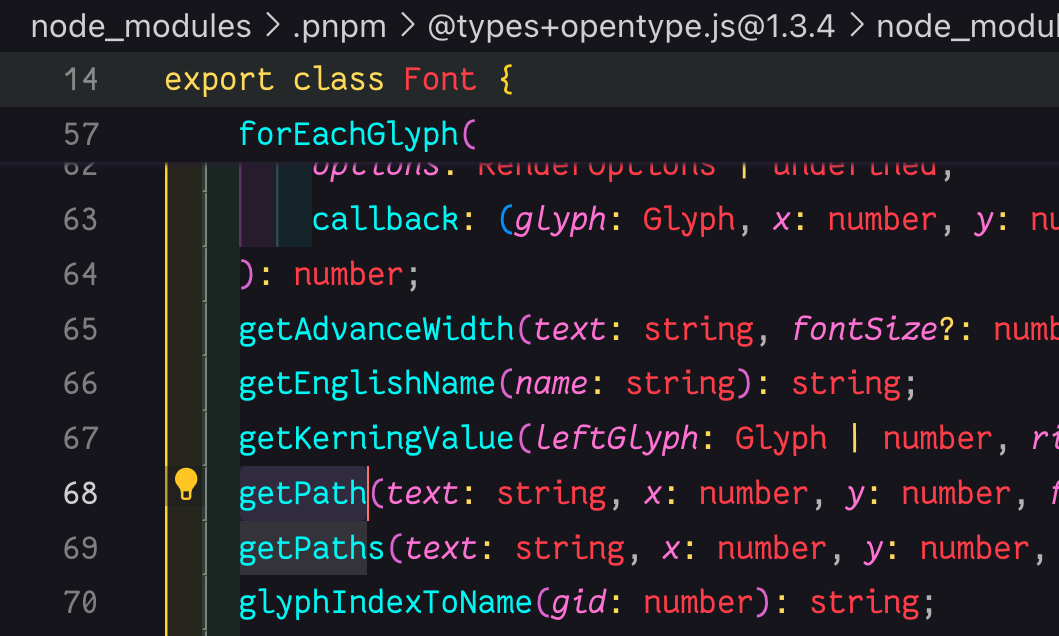 node_modules > .pnpm > @types+opentype.js@1.3.4 > node_modul
14 export class Font {
57 forEachGlyph(
62 options: RenderOptions | undefined,
63 callback: (glyph: Glyph, x: number, y: nu
64 ): number;
65 getAdvanceWidth(text: string, fontSize?: numb
66 getEnglishName(name: string): string;
67 getKerningValue(leftGlyph: Glyph | number, ri
68 getPath(text: string, x: number, y: number, f
69 getPaths(text: string, x: number, y: number,
70 glyphIndexToName(gid: number): string;